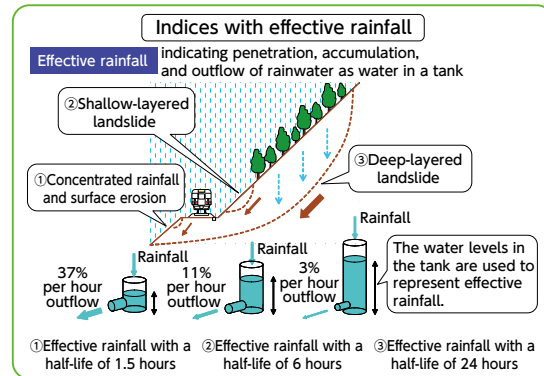 Indices with effective rainfall
Effective rainfall
indicating penetration, accumulation,
and outflow of rainwater as water in a tank
②Shallow-layered
landslide
①Concentrated rainfall
and surface erosion
③Deep-layered
landslide
Rainfall
37%
per hour
outflow
Rainfall
11%
per hour
outflow
Rainfall
3%
per hour
outflow
The water levels in
the tank are used to
represent effective
rainfall.
①Effective rainfall with a
half-life of 1.5 hours
②Effective rainfall with a
half-life of 6 hours
③Effective rainfall with a
half-life of 24 hours